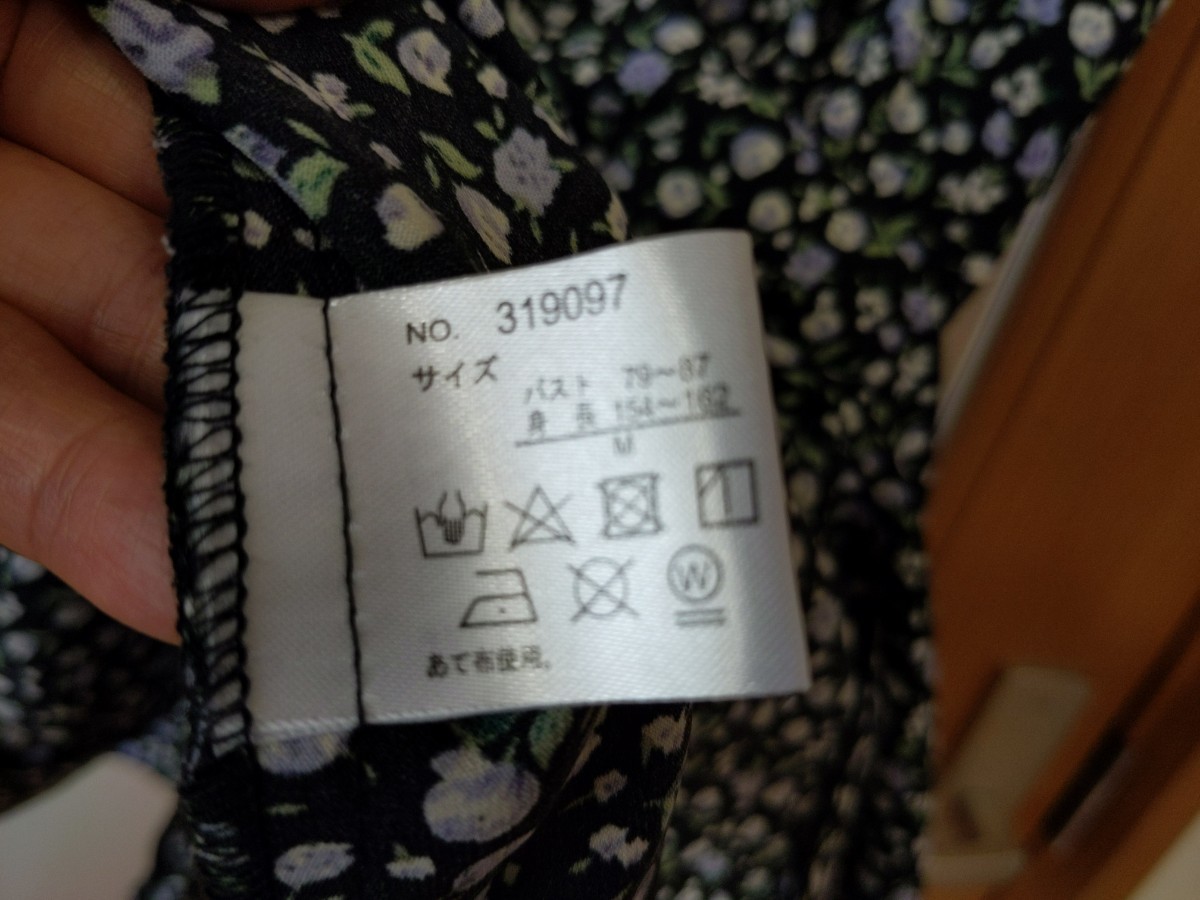 NO. 319097
サイズ
バスト 79～87
身 長 154～162
M
W
あて布使用。